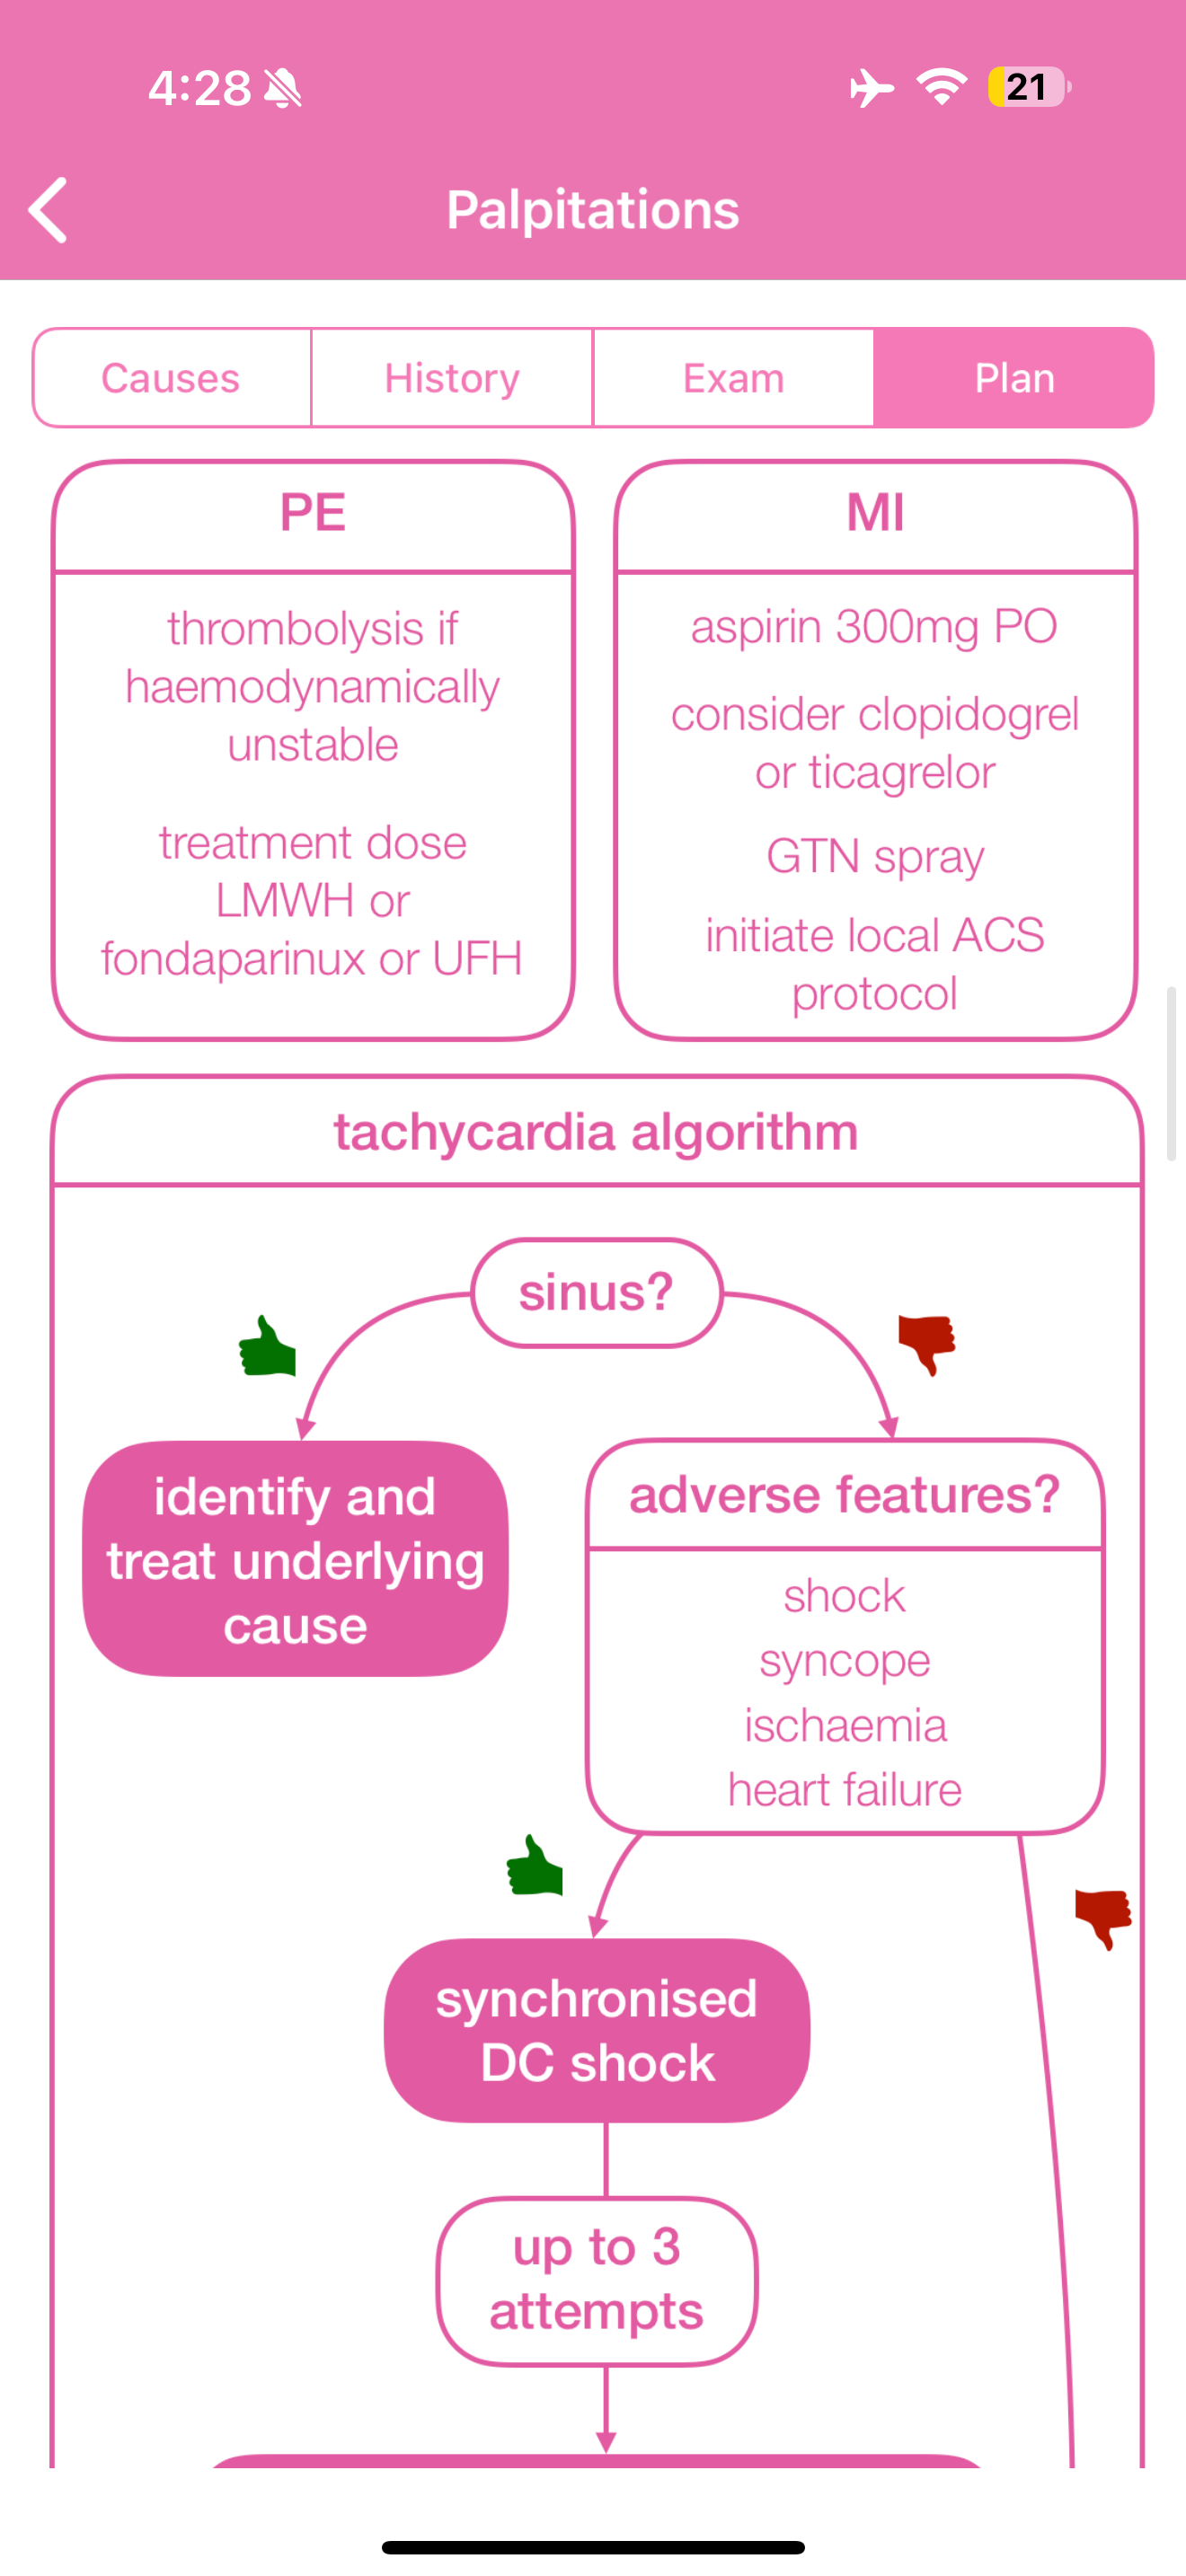 4:28
21
Palpitations
Causes
History
Exam
Plan
PE
thrombolysis if
haemodynamically
unstable
treatment dose
LMWH or
fondaparinux or UFH
MI
aspirin 300mg PO
consider clopidogrel
or ticagrelor
GTN spray
initiate local ACS
protocol
tachycardia algorithm
sinus?
identify and
treat underlying
cause
adverse features?
shock
syncope
ischaemia
heart failure
synchronised
DC shock
up to 3
attempts